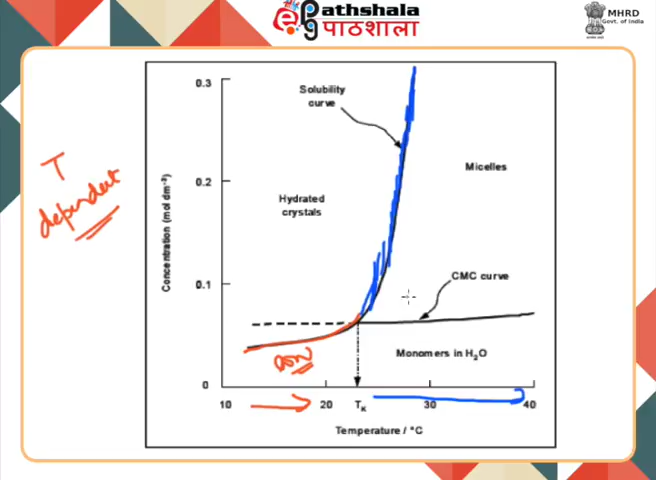 Pathshala
पाठशाला
MHRD
Govt. of India
0.3
Solubility
curve
T
dependent
0.2
Micelles
Hydrated
crystals
Concentration (mol dm⁻³)
0.1
CMC curve
Monomers in H₂O
0
10
20
Tₖ
30
40
Temperature / °C